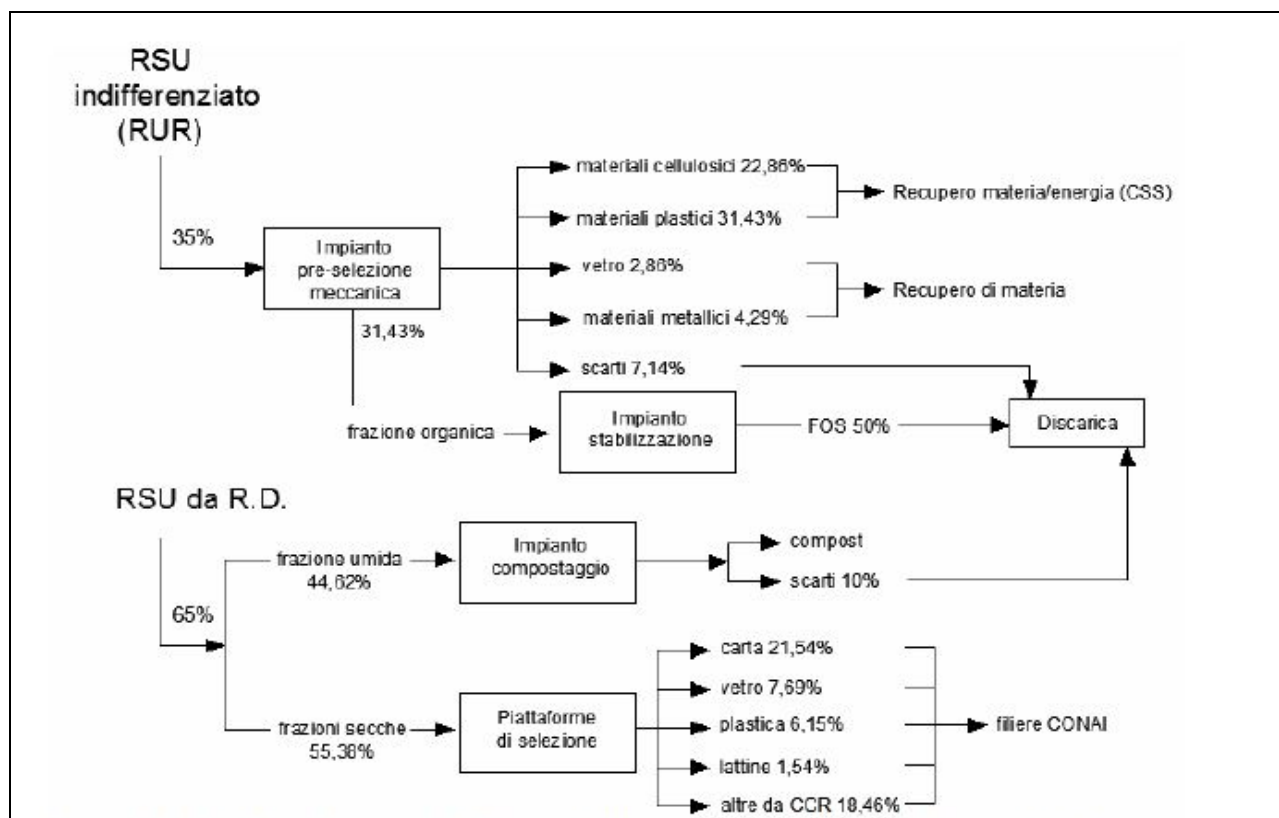 RSU
indifferenziato
(RUR)
35%
Impianto
pre-selezione
meccanica
31,43%
materiali cellulosici 22,86%
materiali plastici 31,43%
Recupero materia/energia (CSS)
vetro 2,86%
materiali metallici 4,29%
Recupero di materia
scarti 7,14%
frazione organica
Impianto
stabilizzazione
FOS 50%
Discarica
RSU da R.D.
65%
frazione umida
44,62%
Impianto
compostaggio
compost
scarti 10%
frazioni secche
55,38%
Piattaforme
di selezione
carta 21,54%
vetro 7,69%
plastica 6,15%
lattine 1,54%
altre da CCR 18,46%
filiere CONAI